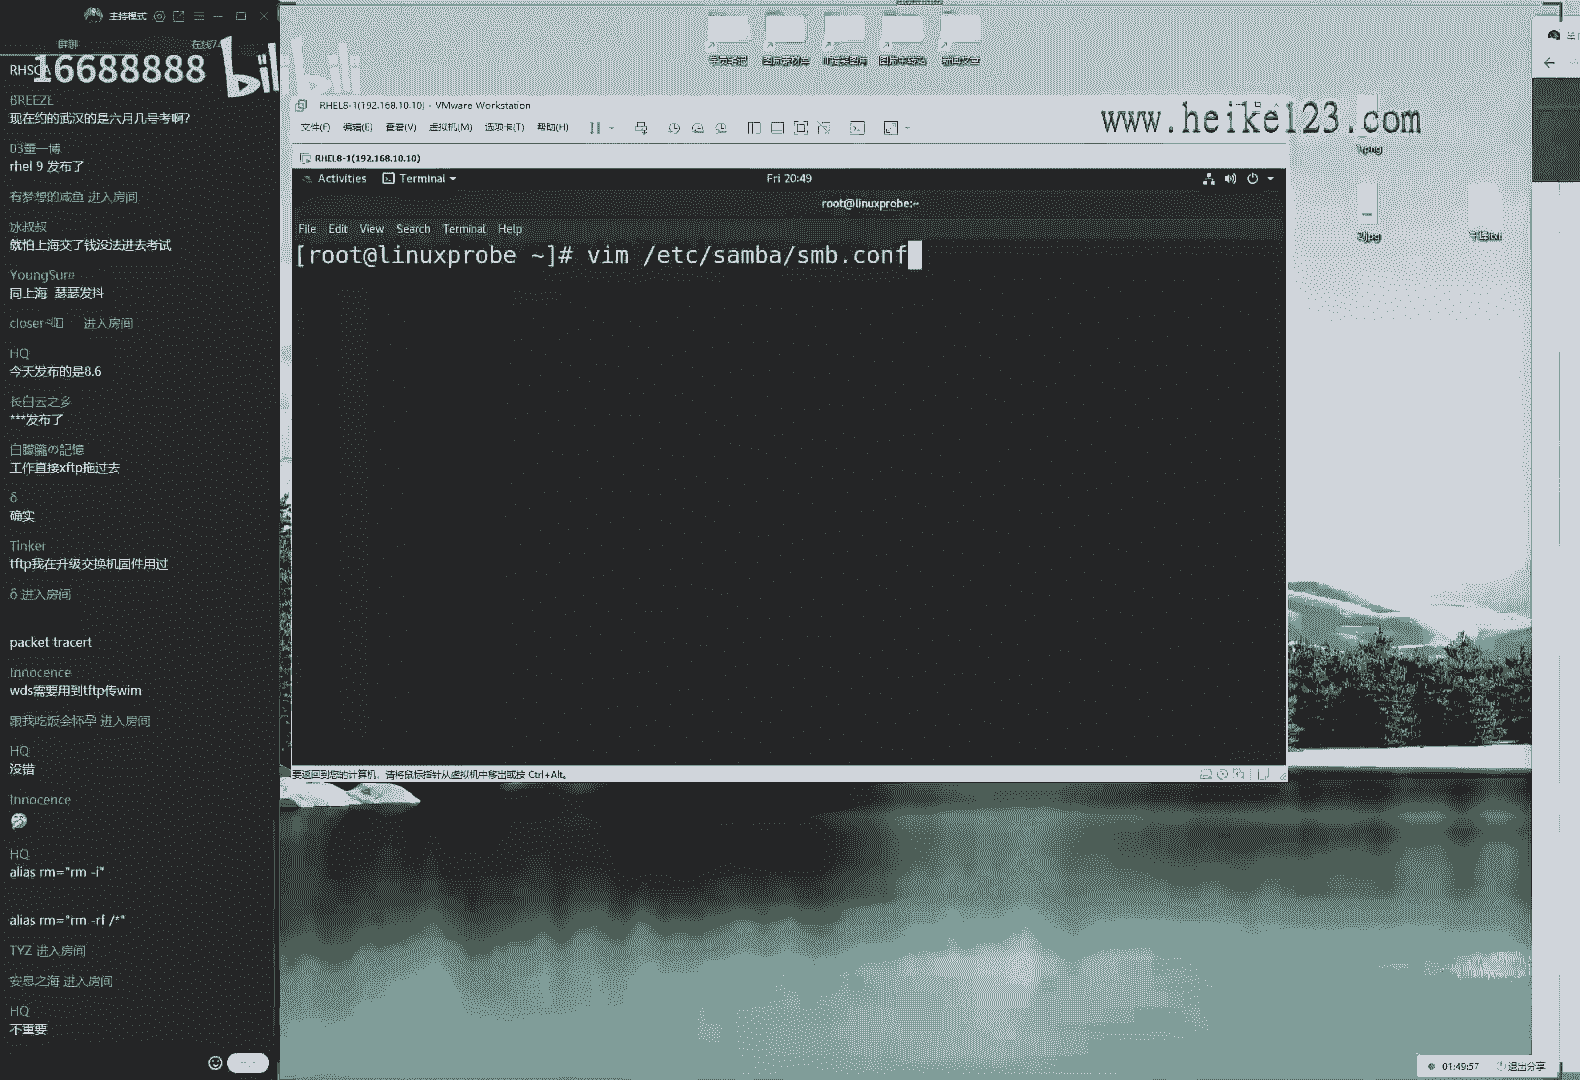 主持模式
群聊
RHSCA
16688888
bilibili
BREEZE
现在约的武汉的是六月几号考啊?
rhel 9 发布了
有梦想的咸鱼 进入房间
冰叔叔
就怕上海交了钱没法进去考试
YoungSure
同上海 瑟瑟发抖
进入房间
HQ
今天发布的是8.6
长白云之乡
***发布了
白朦朧の記憶
工作直接xftp拖过去
δ
确实
Tinker
tftp我在升级交换机固件用过
δ 进入房间
packet tracert
Innocence
wds需要用到tftp传wim
跟我吃饭会怀孕 进入房间
HQ
没错
Innocence
HQ
alias rm="rm -i"
alias rm="rm -rf /*"
TYZ 进入房间
安思之海 进入房间
HQ
不重要
RHEL8-1(192.168.10.10) - VMware Workstation
www.heike123.com
文件(F) 编辑(E) 查看(V) 虚拟机(M) 选项卡(T) 帮助(H)
RHEL8-1(192.168.10.10)
Activities Terminal Fri 20:49
root@linuxprobe:~
File Edit View Search Terminal Help
[root@linuxprobe ~]# vim /etc/samba/smb.conf
要返回到您的计算机，请将鼠标指针从虚拟机中移出或按 Ctrl+Alt。
01:49:57 退出分享